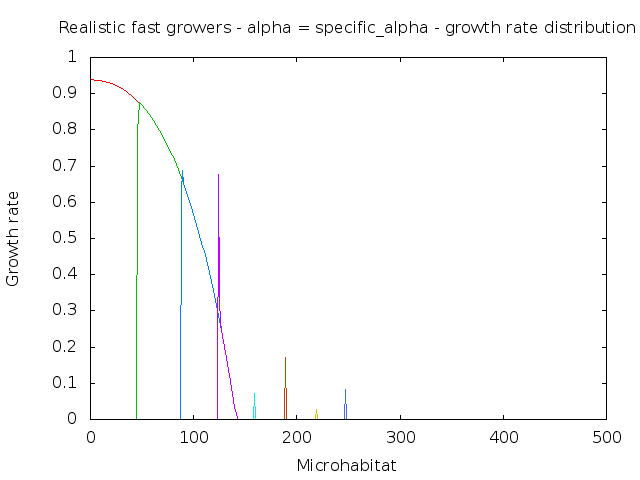 Realistic fast growers - alpha = specific_alpha - growth rate distribution
1
0.9
0.8
0.7
0.6
0.5
0.4
0.3
0.2
0.1
0
Growth rate
0 100 200 300 400 500
Microhabitat